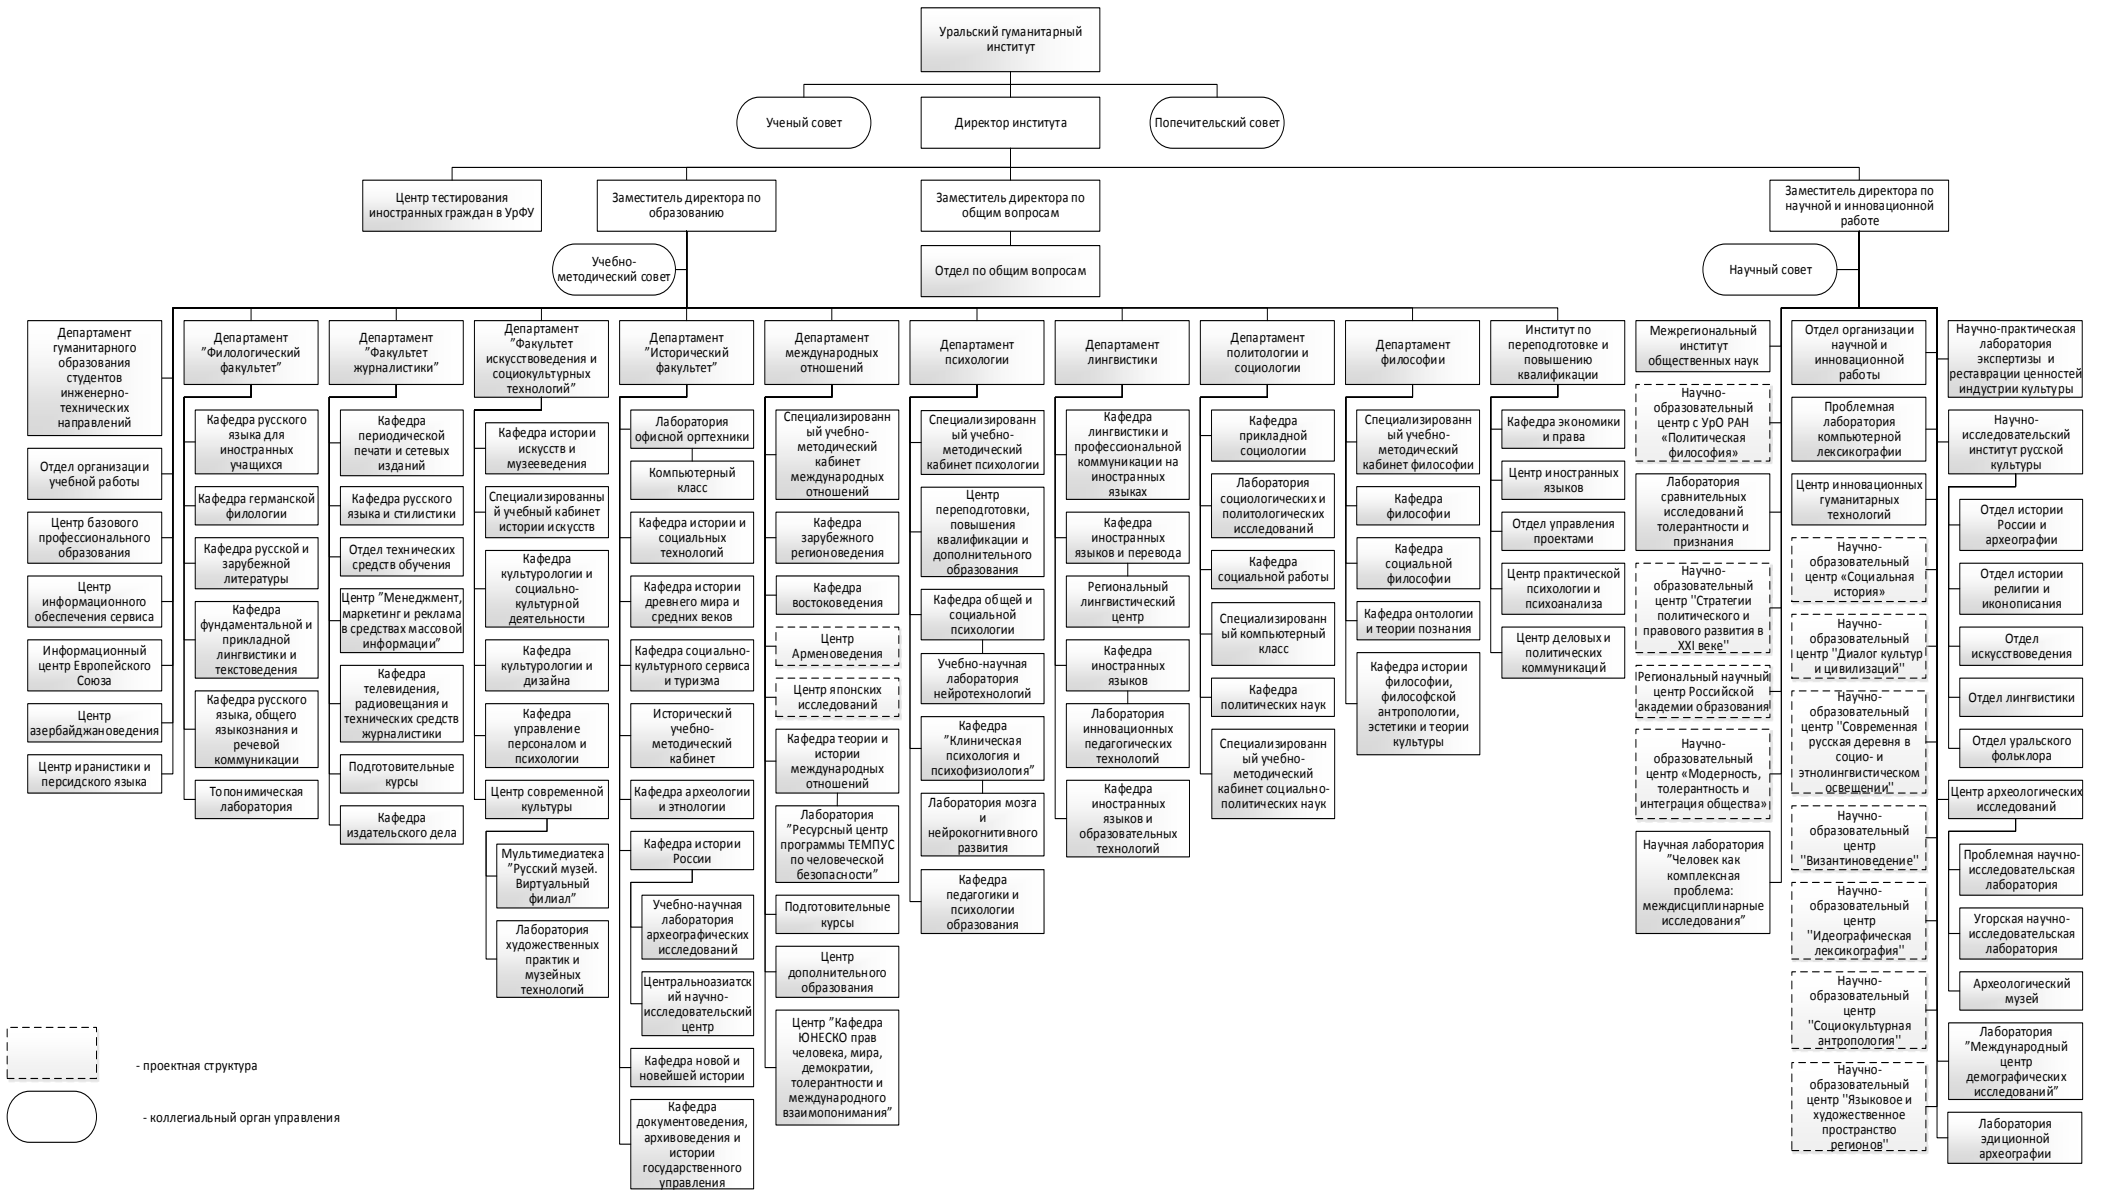 Уральский гуманитарный
институт
Ученый совет
Директор института
Попечительский совет
Центр тестирования
иностранных граждан в УрФУ
Заместитель директора по
образованию
Заместитель директора по
общим вопросам
Заместитель директора по
научной и инновационной
работе
Учебно-
методический совет
Отдел по общим вопросам
Научный совет
Департамент
гуманитарного
образования
студентов
инженерно-
технических
направлений
Отдел организации
учебной работы
Центр базового
профессионального
образования
Центр
информационного
обеспечения сервиса
Информационный
центр Европейского
Союза
Центр
азербайджановедения
Центр иранистики и
персидского языка
Департамент
"Филологический
факультет"
Кафедра русского
языка для
иностранных
учащихся
Кафедра германской
филологии
Кафедра русской и
зарубежной
литературы
Кафедра
фундаментальной и
прикладной
лингвистики и
текстоведения
Кафедра русского
языка, общего
языкознания и
речевой
коммуникации
Топонимическая
лаборатория
Департамент
"Факультет
журналистики"
Кафедра
периодической
печати и сетевых
изданий
Кафедра русского
языка и стилистики
Отдел технических
средств обучения
Центр "Менеджмент,
маркетинг и реклама
в средствах массовой
информации"
Кафедра
телевидения,
радиовещания и
технических средств
журналистики
Подготовительные
курсы
Кафедра
издательского дела
Департамент
"Факультет
искусствоведения и
социокультурных
технологий"
Кафедра истории
искусств и
музееведения
Специализированны
й учебный кабинет
истории искусств
Кафедра
культурологии и
социально-
культурной
деятельности
Кафедра
культурологии и
дизайна
Кафедра
управление
персоналом и
психологии
Центр современной
культуры
Мультимедиатека
"Русский музей.
Виртуальный
филиал"
Лаборатория
художественных
практик и
музейных
технологий
Департамент
"Исторический
факультет"
Лаборатория
офисной оргтехники
Компьютерный
класс
Кафедра истории и
социальных
технологий
Кафедра истории
древнего мира и
средних веков
Кафедра социально-
культурного сервиса
и туризма
Исторический
учебно-
методический
кабинет
Кафедра археологии
и этнологии
Кафедра истории
России
Учебно-научная
лаборатория
археографических
исследований
Центральноазиатск
ий научно-
исследовательский
центр
Кафедра новой и
новейшей истории
Кафедра
документоведения,
архивоведения и
истории
государственного
управления
Департамент
международных
отношений
Специализированн
ый учебно-
методический
кабинет
международных
отношений
Кафедра
зарубежного
регионоведения
Кафедра
востоковедения
Центр
Арменоведения
Центр японских
исследований
Кафедра теории и
истории
международных
отношений
Лаборатория
"Ресурсный центр
программы ТЕМПУС
по человеческой
безопасности"
Подготовительные
курсы
Центр
дополнительного
образования
Центр "Кафедра
ЮНЕСКО прав
человека, мира,
демократии,
толерантности и
международного
взаимопонимания"
Департамент
психологии
Специализированн
ый учебно-
методический
кабинет психологии
Центр
переподготовки,
повышения
квалификации и
дополнительного
образования
Кафедра общей и
социальной
психологии
Учебно-научная
лаборатория
нейротехнологий
Кафедра
"Клиническая
психология и
психофизиология"
Лаборатория мозга
и
нейрокогнитивного
развития
Кафедра
педагогики и
психологии
образования
Департамент
лингвистики
Кафедра
лингвистики и
профессиональной
коммуникации на
иностранных
языках
Кафедра
иностранных
языков и перевода
Региональный
лингвистический
центр
Кафедра
иностранных
языков
Лаборатория
инновационных
педагогических
технологий
Кафедра
иностранных
языков и
образовательных
технологий
Департамент
политологии и
социологии
Кафедра
прикладной
социологии
Лаборатория
социологических и
политологических
исследований
Кафедра
социальной работы
Специализированн
ый компьютерный
класс
Кафедра
политических наук
Специализированн
ый учебно-
методический
кабинет социально-
политических наук
Департамент
философии
Специализированн
ый учебно-
методический
кабинет философии
Кафедра
философии
Кафедра
социальной
философии
Кафедра онтологии
и теории познания
Кафедра истории
философии,
философской
антропологии,
эстетики и теории
культуры
Институт по
переподготовке и
повышению
квалификации
Кафедра экономики
и права
Центр иностранных
языков
Отдел управления
проектами
Центр практической
психологии и
психоанализа
Центр деловых и
политических
коммуникаций
Межрегиональный
институт
общественных наук
Научно-
образовательный
центр с УрО РАН
«Политическая
философия»
Лаборатория
сравнительных
исследований
толерантности и
признания
Научно-
образовательный
центр "Стратегии
политического и
правового развития в
XXI веке"
Региональный научный
центр Российской
академии образования
Научно-
образовательный
центр «Модерность,
толерантность и
интеграция общества»
Научная лаборатория
"Человек как
комплексная
проблема:
междисциплинарные
исследования"
Отдел организации
научной и
инновационной
работы
Проблемная
лаборатория
компьютерной
лексикографии
Центр инновационных
гуманитарных
технологий
Научно-
образовательный
центр «Социальная
история»
Научно-
образовательный
центр "Диалог культур
и цивилизаций"
Научно-
образовательный
центр "Современная
русская деревня в
социо- и
этнолингвистическом
освещении"
Научно-
образовательный
центр
"Византиноведение"
Научно-
образовательный
центр
"Идеографическая
лексикография"
Научно-
образовательный
центр
"Социокультурная
антропология"
Научно-
образовательный
центр "Языковое и
художественное
пространство
регионов"
Научно-практическая
лаборатория
экспертизы и
реставрации ценностей
индустрии культуры
Научно-
исследовательский
институт русской
культуры
Отдел истории
России и
археографии
Отдел истории
религии и
иконописания
Отдел
искусствоведения
Отдел лингвистики
Отдел уральского
фольклора
Центр археологических
исследований
Проблемная научно-
исследовательская
лаборатория
Угорская научно-
исследовательская
лаборатория
Археологический
музей
Лаборатория
"Международный
центр
демографических
исследований"
Лаборатория
эдиционной
археографии
- проектная структура
- коллегиальный орган управления